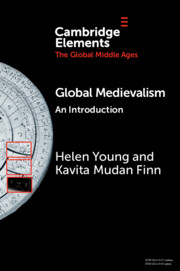 Cambridge
Elements
The Global Middle Ages
Global Medievalism
An Introduction
Helen Young and
Kavita Mudan Finn